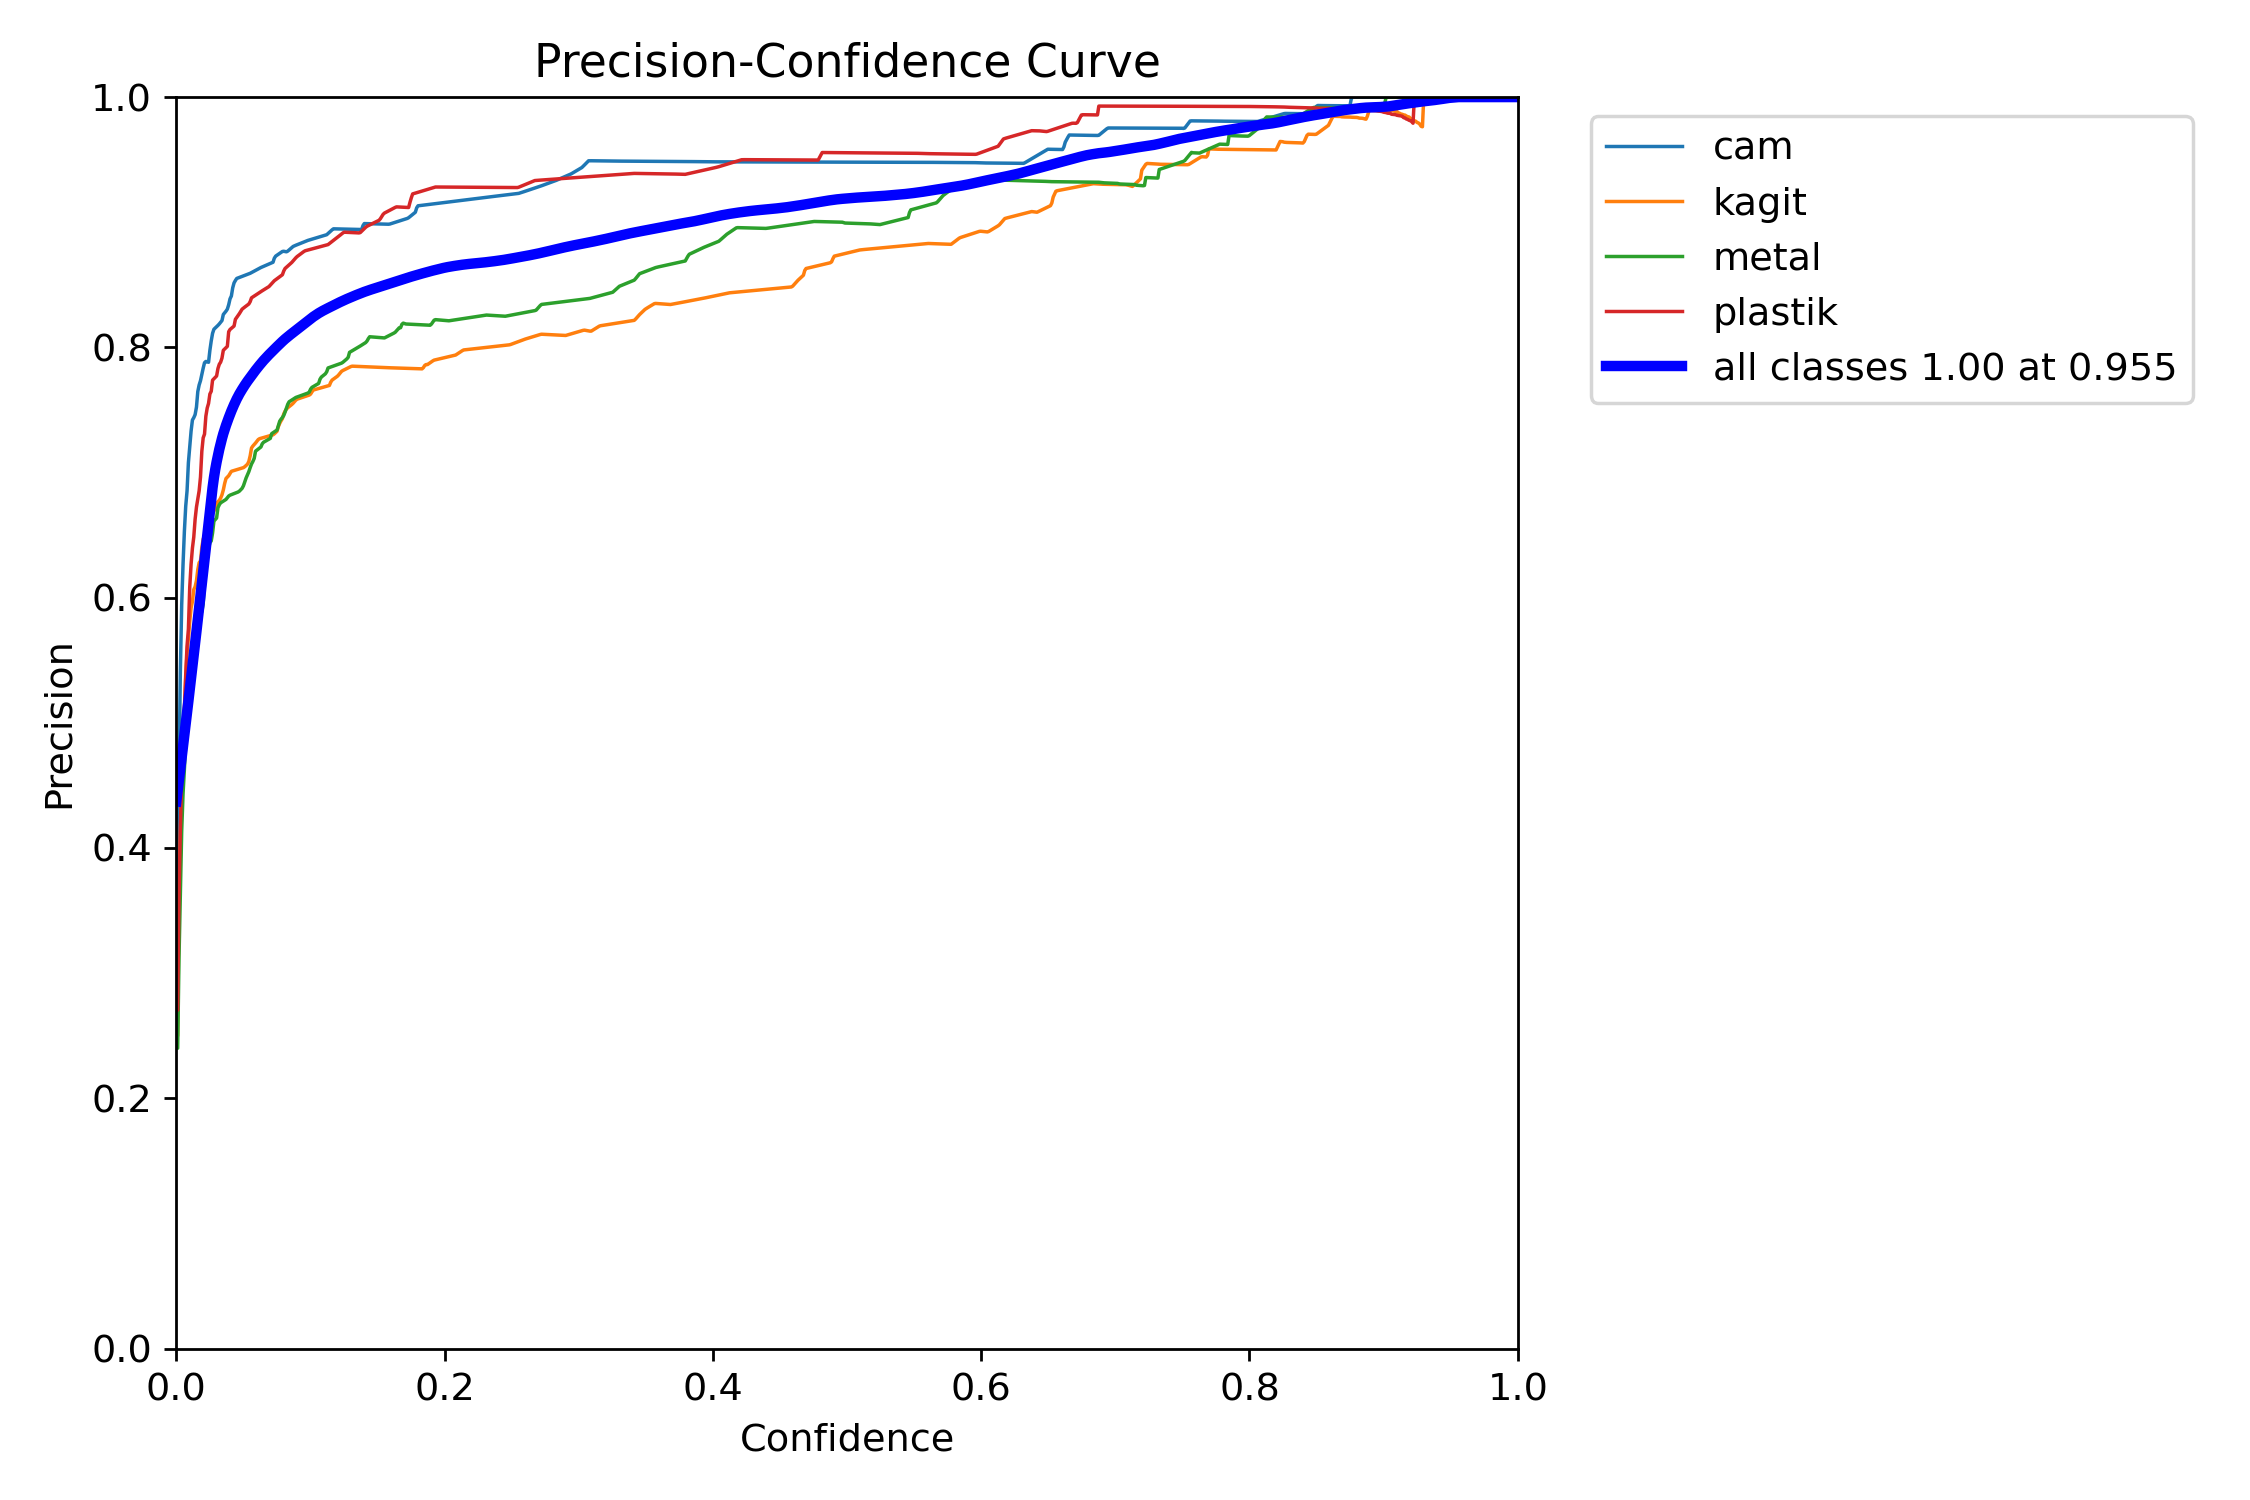 Precision-Confidence Curve
1.0
0.8
0.6
0.4
0.2
0.0
Precision
0.0 0.2 0.4 0.6 0.8 1.0
Confidence
cam
kagit
metal
plastik
all classes 1.00 at 0.955